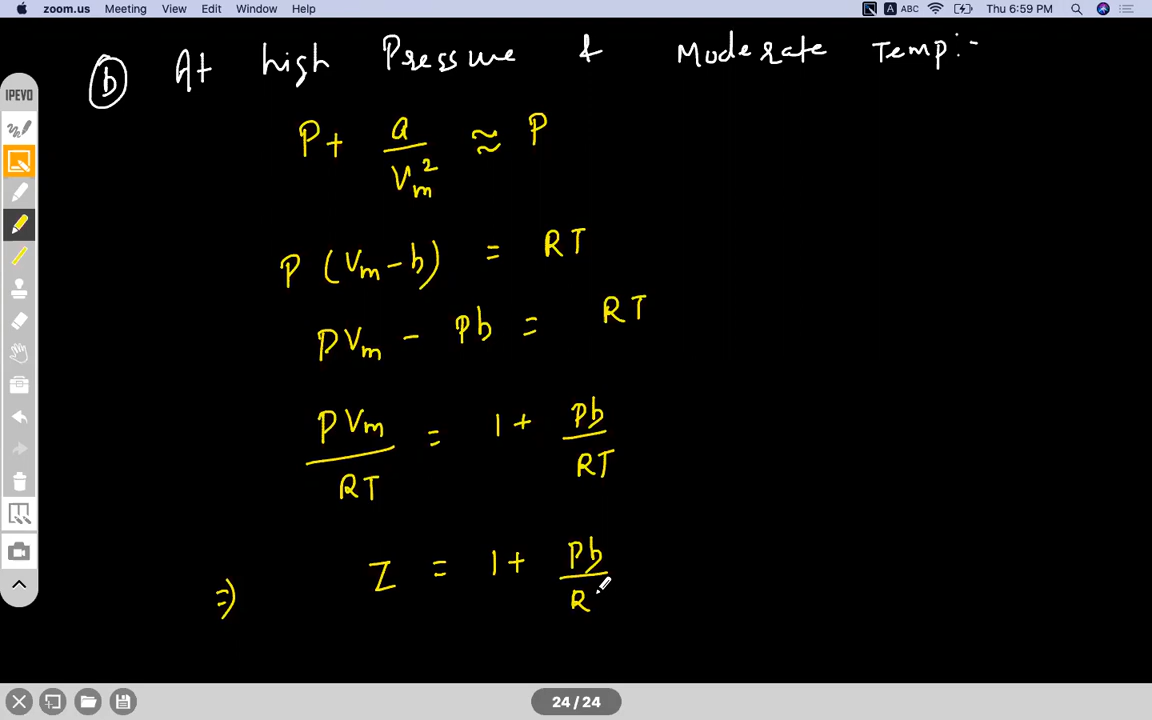 zoom.us Meeting View Edit Window Help A ABC Thu 6:59 PM
(b) At high Pressure & Moderate Temp:-
IPEVO
P + a/Vm² ≈ P
P (Vm - b) = RT
PVm - Pb = RT
PVm/RT = 1 + Pb/RT
⇒ Z = 1 + Pb/R
24/24